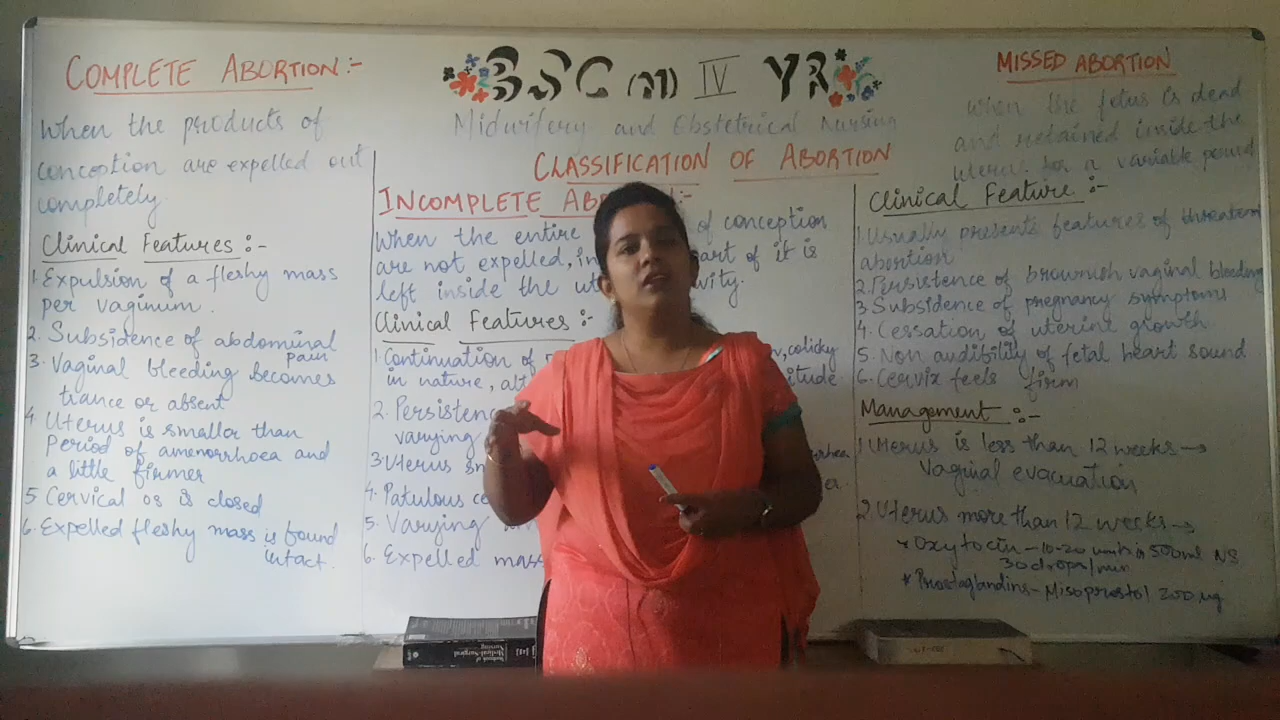 COMPLETE ABORTION:-
When the products of
conception are expelled out
completely.
Clinical Features:-
1. Expulsion of a fleshy mass
per vaginum.
2. Subsidence of abdominal
pain
3. Vaginal bleeding becomes
trance or absent
4. Uterus is smaller than
Period of amenorrhoea and
a little firmer
5. Cervical os is closed
6. Expelled fleshy mass is found
intact.
BSC (N) IV YR
Midwifery and Obstetrical Nursing
CLASSIFICATION OF ABORTION
INCOMPLETE :-
When the entire of conception
are not expelled, part of it is
left inside the
Clinical Features:-
1. Continuation of , colicky
in nature,
2. Persistence
varying
3. Uterus
4. Patulous
5. Varying
6. Expelled mass
MISSED ABORTION
When the fetus is dead
and retained inside the
uterus for a variable period
Clinical Feature:-
1. Usually presents features of threatened
abortion
2. Persistence of brownish vaginal bleeding
3. Subsidence of pregnancy symptoms
4. Cessation of uterine growth
5. Non audibility of fetal heart sound
6. Cervix feels firm
Management:-
1. Uterus is less than 12 weeks→
Vaginal evacuation
2. Uterus more than 12 weeks→
* Oxytocin - 10-20 units in 500ml NS
30 drops/min
* Prostaglandins - Misoprostol 200 µg
Textbook of
Medical-Surgical
Nursing